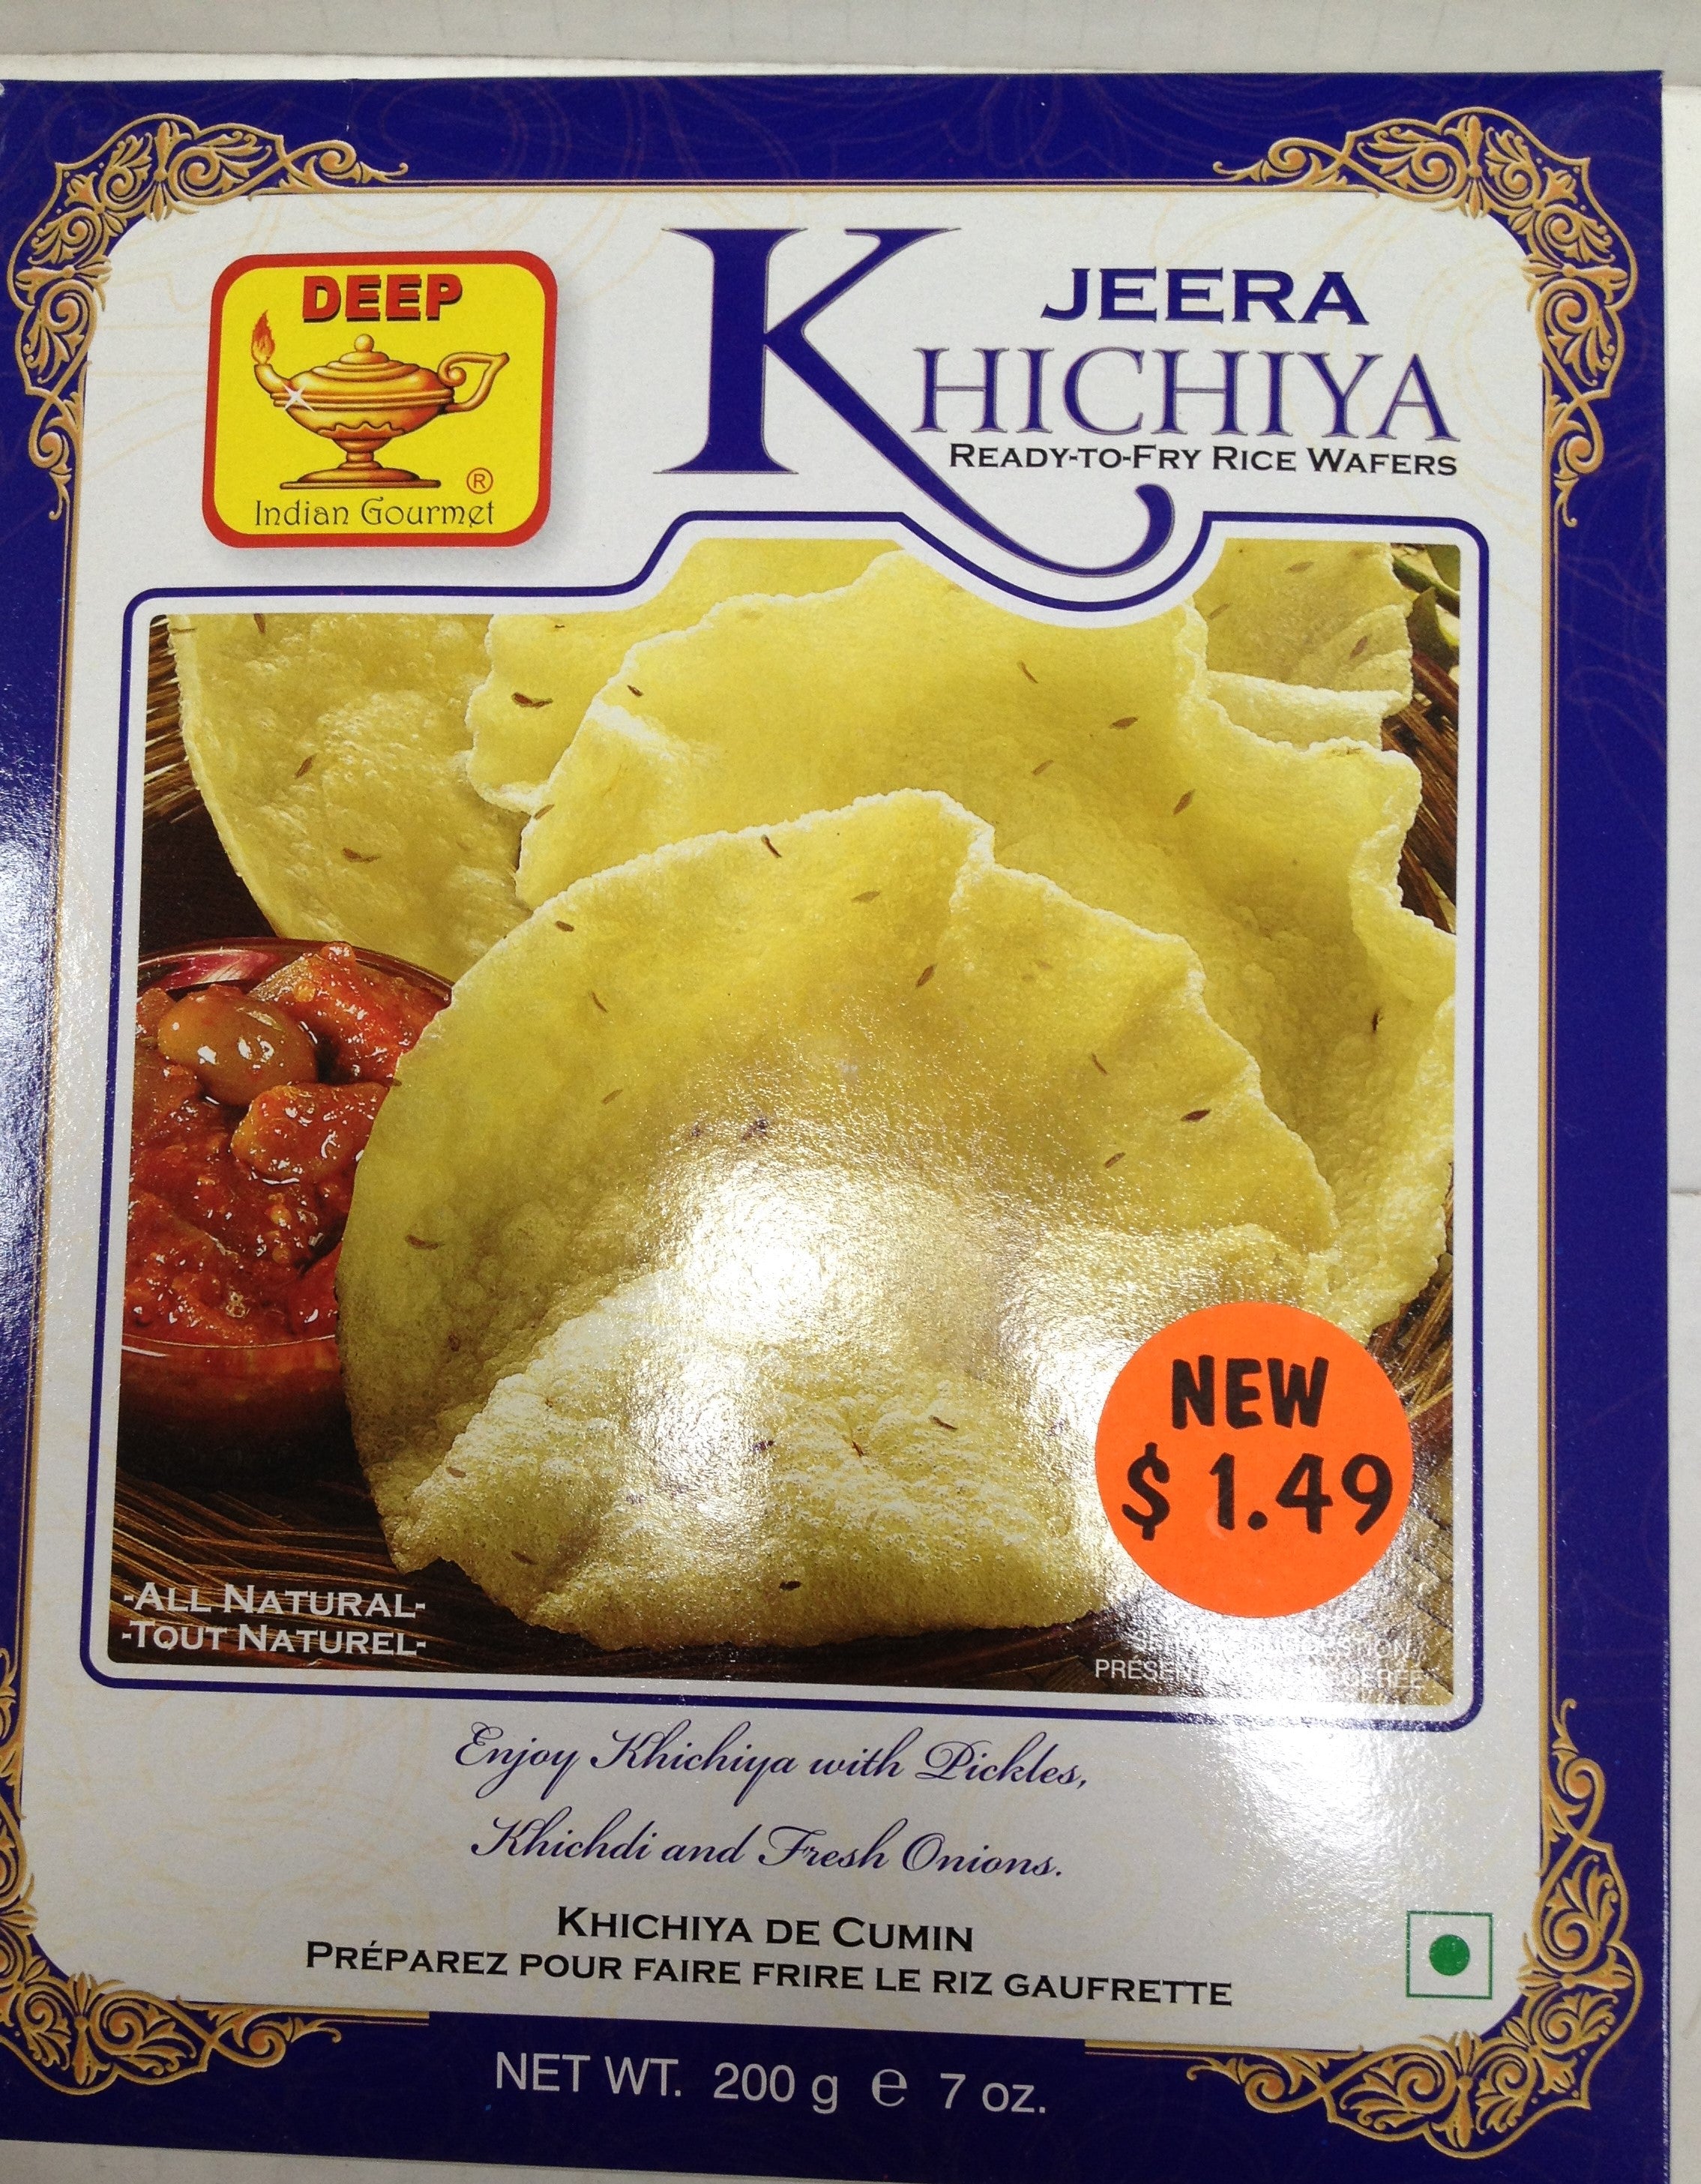 DEEP
Indian Gourmet
®
JEERA
KHICHIYA
READY-TO-FRY RICE WAFERS
NEW
$ 1.49
-ALL NATURAL-
-TOUT NATUREL-
Enjoy Khichiya with Pickles,
Khichdi and Fresh Onions.
KHICHIYA DE CUMIN
PRÉPAREZ POUR FAIRE FRIRE LE RIZ GAUFRETTE
NET WT. 200 g e 7 oz.